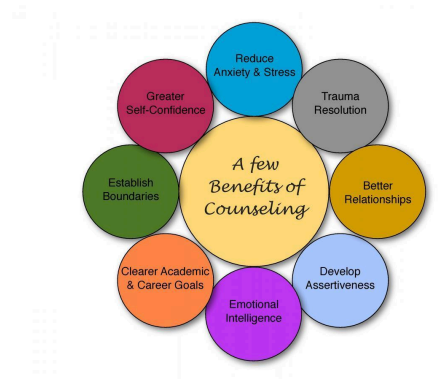 A few
Benefits of
Counseling
Reduce
Anxiety & Stress
Trauma
Resolution
Better
Relationships
Develop
Assertiveness
Emotional
Intelligence
Clearer Academic
& Career Goals
Establish
Boundaries
Greater
Self-Confidence